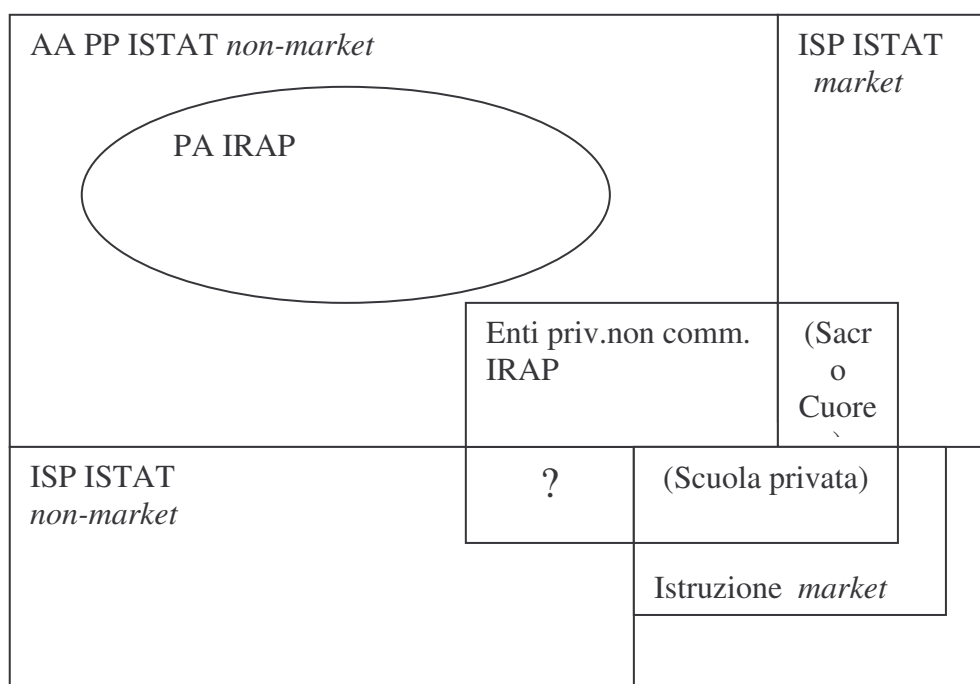 AA PP ISTAT non-market
ISP ISTAT
market
PA IRAP
Enti priv.non comm.
IRAP
(Sacr
o
Cuore
)
ISP ISTAT
non-market
?
(Scuola privata)
Istruzione market